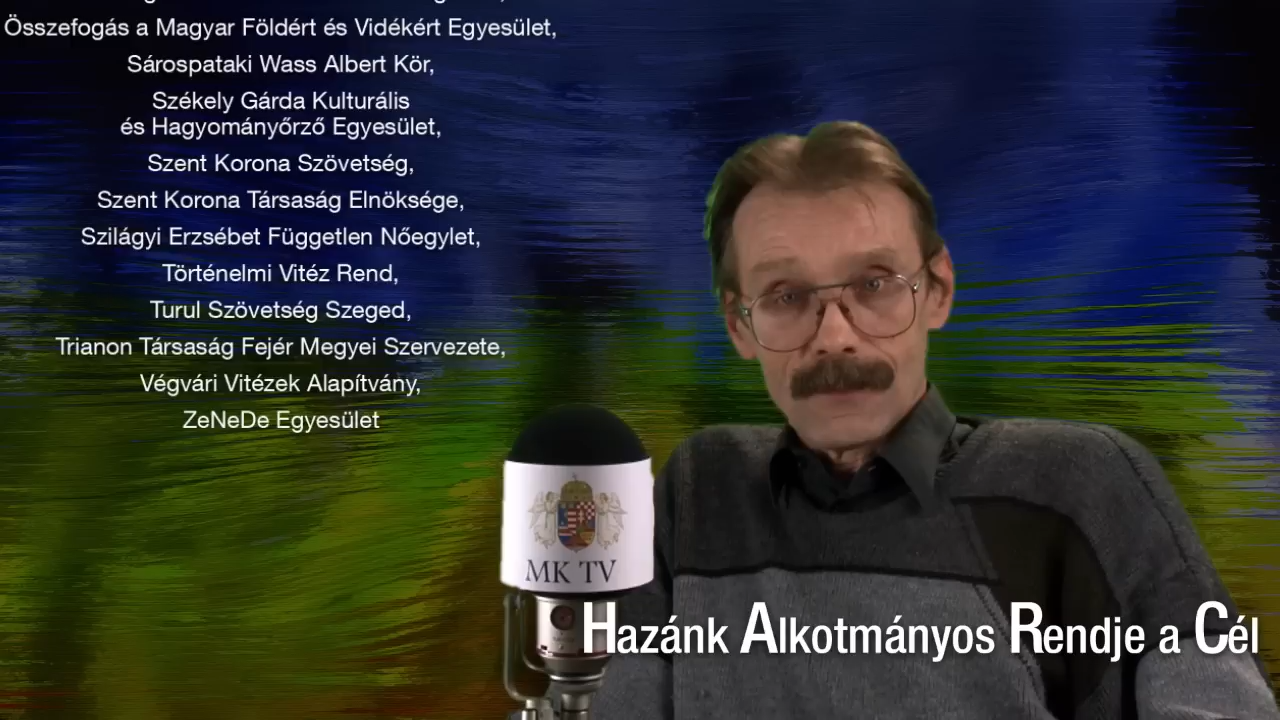 Összefogás a Magyar Földért és Vidékért Egyesület,
Sárospataki Wass Albert Kör,
Székely Gárda Kulturális
és Hagyományőrző Egyesület,
Szent Korona Szövetség,
Szent Korona Társaság Elnöksége,
Szilágyi Erzsébet Független Nőegylet,
Történelmi Vitéz Rend,
Turul Szövetség Szeged,
Trianon Társaság Fejér Megyei Szervezete,
Végvári Vitézek Alapítvány,
ZeNeDe Egyesület
MK TV
Hazánk Alkotmányos Rendje a Cél